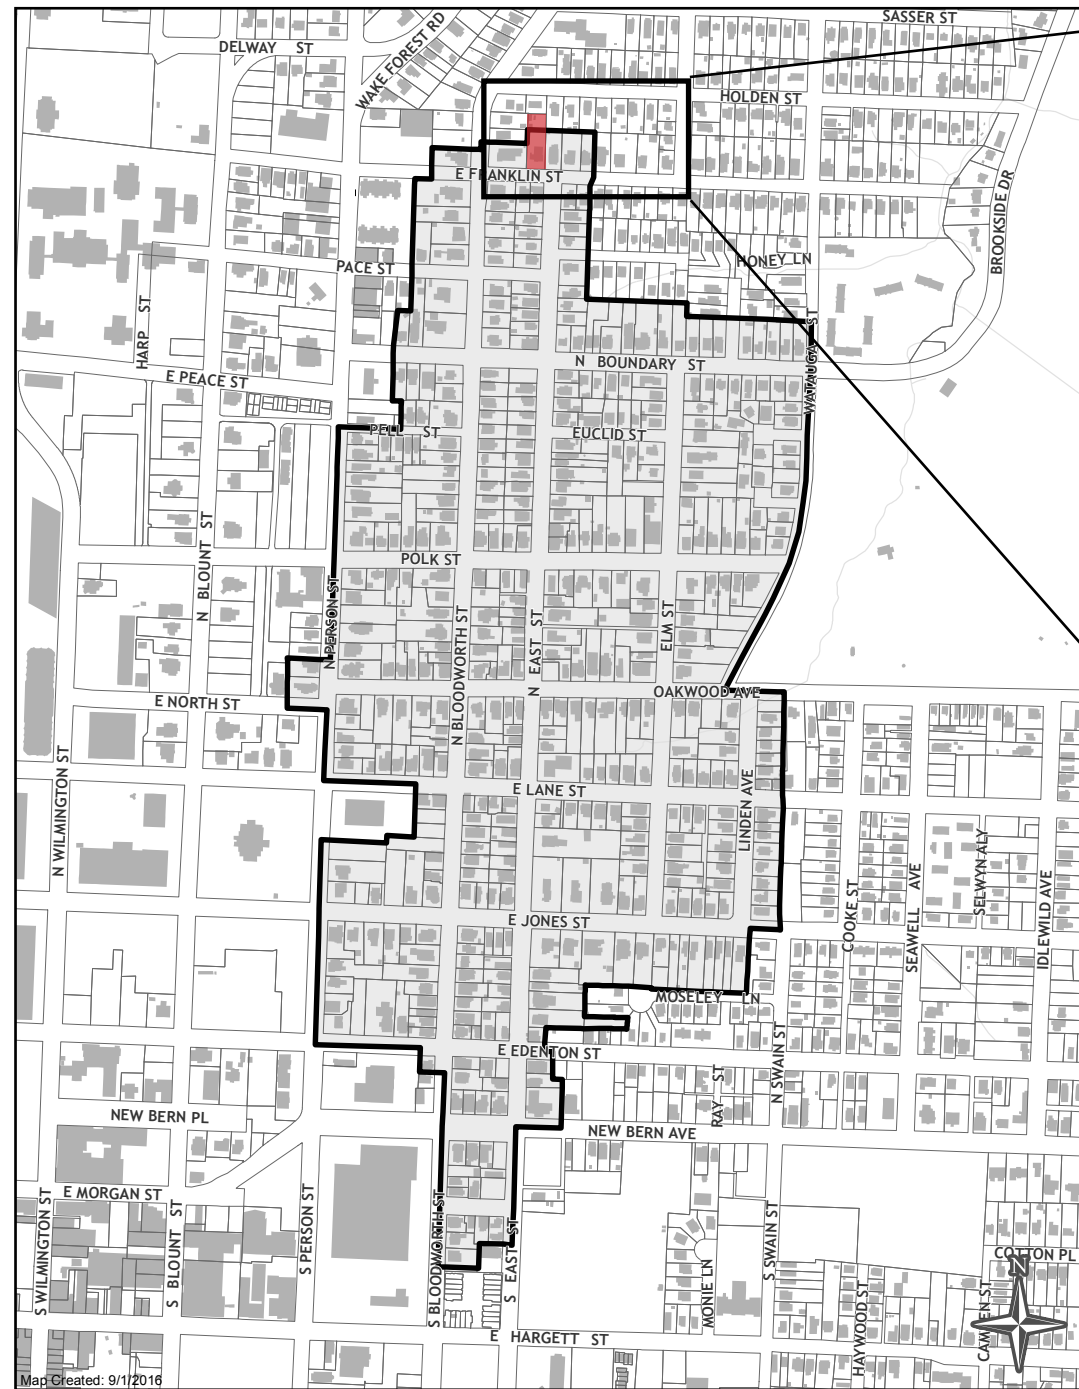 SASSER ST
DELWAY ST
WAKE FOREST RD
HOLDEN ST
E FRANKLIN ST
BROOKSIDE DR
HONEY LN
PACE ST
HARP ST
WATAUGA ST
N BOUNDARY ST
E PEACE ST
PELL ST
EUCLID ST
N BLOUNT ST
POLK ST
N PERSON ST
N BLOODWORTH ST
N EAST ST
ELM ST
OAKWOOD AVE
E NORTH ST
N WILMINGTON ST
E LANE ST
LINDEN AVE
SELWYN ALY
COOKE ST
SEAWELL AVE
IDLEWILD AVE
E JONES ST
MOSELEY LN
E EDENTON ST
N SWAIN ST
RAY ST
NEW BERN PL
NEW BERN AVE
E MORGAN ST
S WILMINGTON ST
S BLOUNT ST
S PERSON ST
S BLOODWORTH ST
S EAST ST
S SWAIN ST
MONIE LN
COTTON PL
N
HAYWOOD ST
CAMDEN ST
E HARGETT ST
Map Created: 9/1/2016